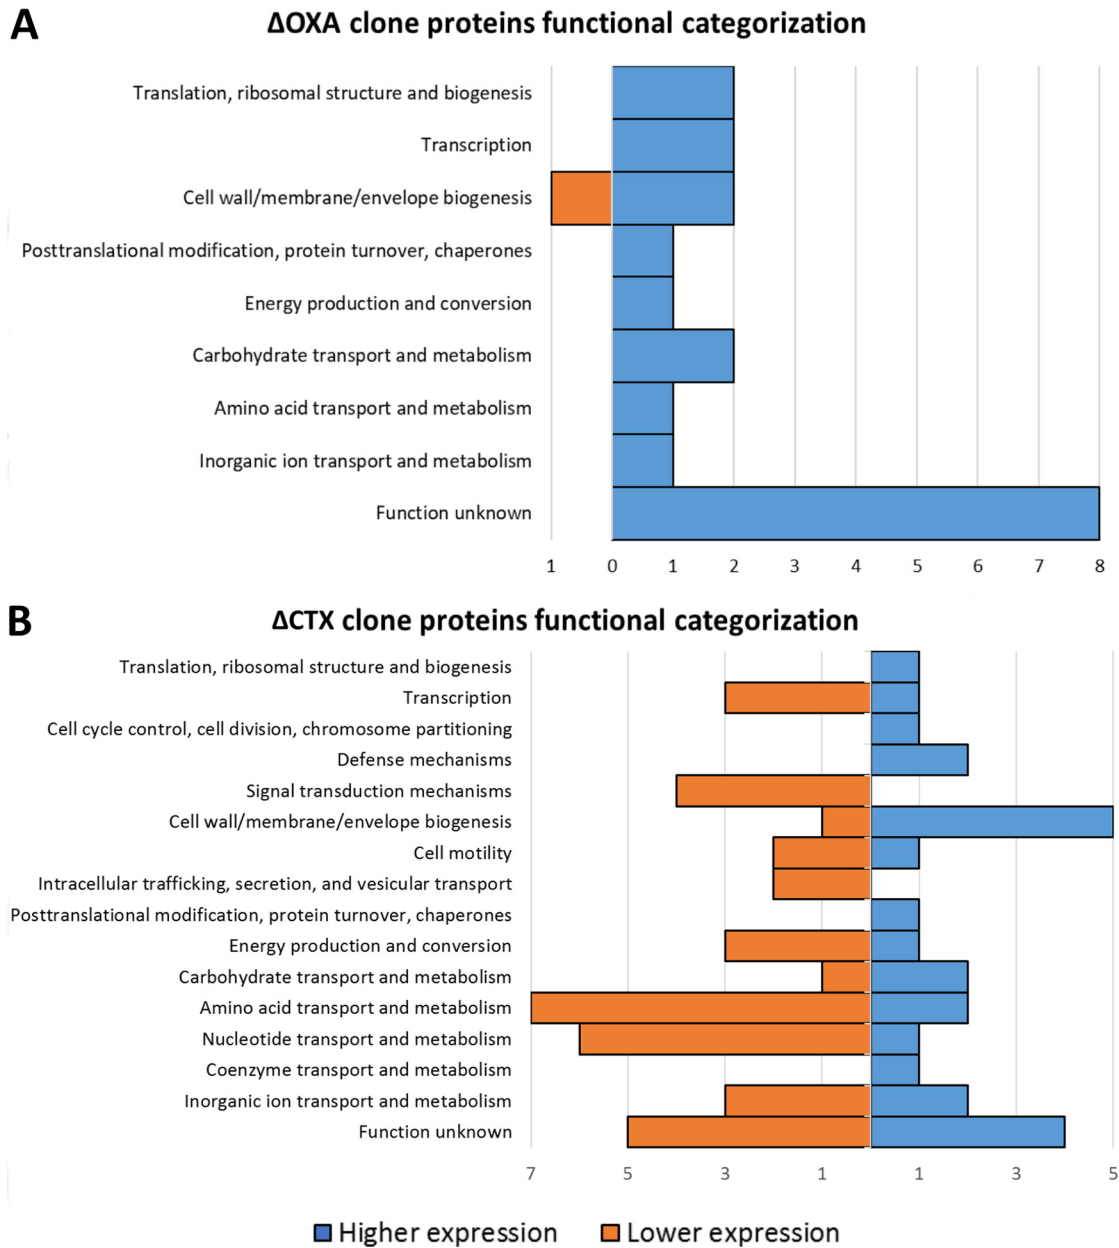 A
ΔOXA clone proteins functional categorization
Translation, ribosomal structure and biogenesis
Transcription
Cell wall/membrane/envelope biogenesis
Posttranslational modification, protein turnover, chaperones
Energy production and conversion
Carbohydrate transport and metabolism
Amino acid transport and metabolism
Inorganic ion transport and metabolism
Function unknown
1 0 1 2 3 4 5 6 7 8
B
ΔCTX clone proteins functional categorization
Translation, ribosomal structure and biogenesis
Transcription
Cell cycle control, cell division, chromosome partitioning
Defense mechanisms
Signal transduction mechanisms
Cell wall/membrane/envelope biogenesis
Cell motility
Intracellular trafficking, secretion, and vesicular transport
Posttranslational modification, protein turnover, chaperones
Energy production and conversion
Carbohydrate transport and metabolism
Amino acid transport and metabolism
Nucleotide transport and metabolism
Coenzyme transport and metabolism
Inorganic ion transport and metabolism
Function unknown
7 5 3 1 1 3 5
Higher expression Lower expression